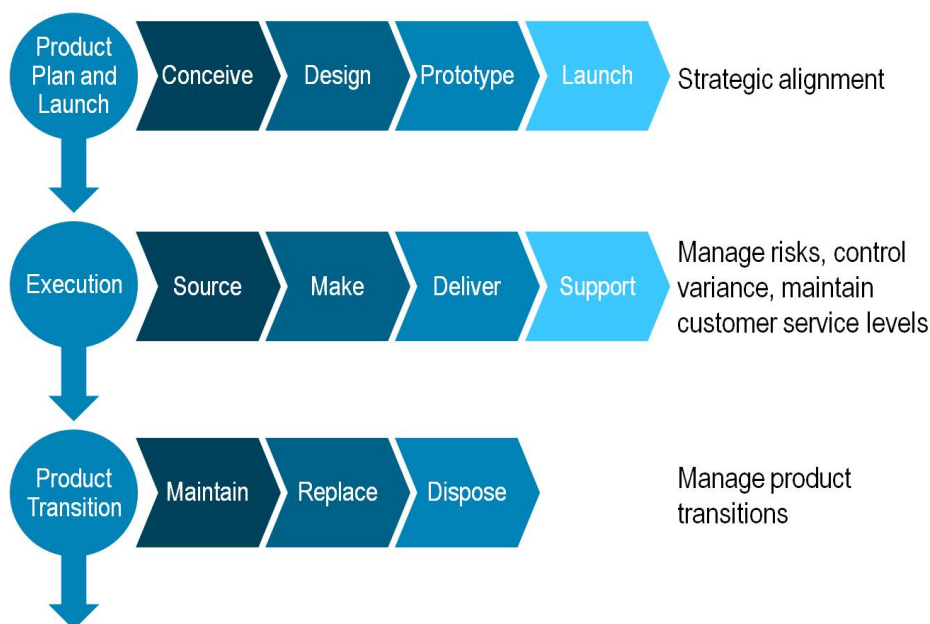 Product
Plan and
Launch
Conceive
Design
Prototype
Launch
Strategic alignment
Execution
Source
Make
Deliver
Support
Manage risks, control
variance, maintain
customer service levels
Product
Transition
Maintain
Replace
Dispose
Manage product
transitions